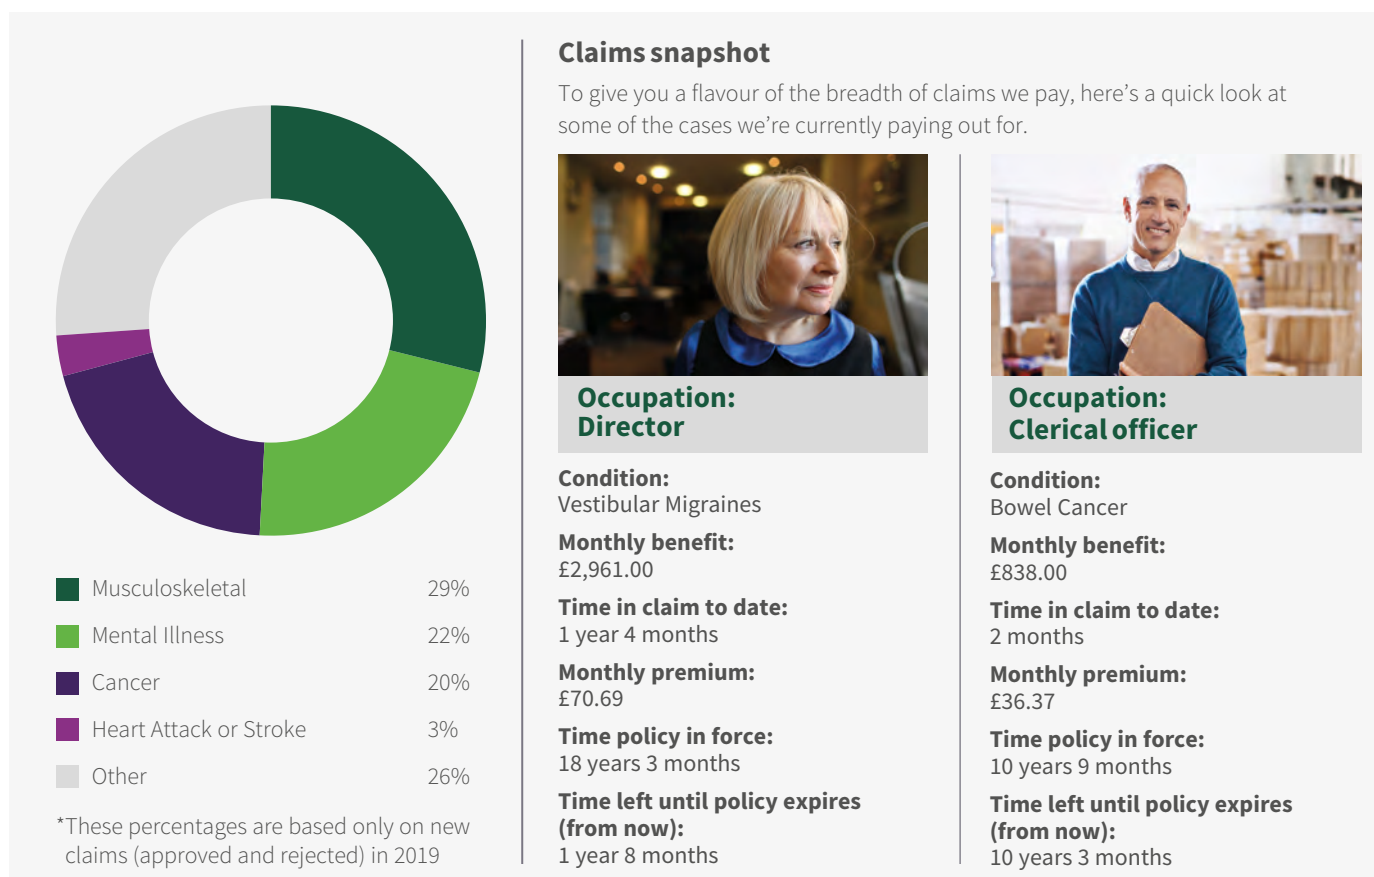 Musculoskeletal 29%
Mental Illness 22%
Cancer 20%
Heart Attack or Stroke 3%
Other 26%
*These percentages are based only on new
claims (approved and rejected) in 2019
Claims snapshot
To give you a flavour of the breadth of claims we pay, here's a quick look at
some of the cases we're currently paying out for.
Occupation:
Director
Condition:
Vestibular Migraines
Monthly benefit:
£2,961.00
Time in claim to date:
1 year 4 months
Monthly premium:
£70.69
Time policy in force:
18 years 3 months
Time left until policy expires
(from now):
1 year 8 months
Occupation:
Clerical officer
Condition:
Bowel Cancer
Monthly benefit:
£838.00
Time in claim to date:
2 months
Monthly premium:
£36.37
Time policy in force:
10 years 9 months
Time left until policy expires
(from now):
10 years 3 months